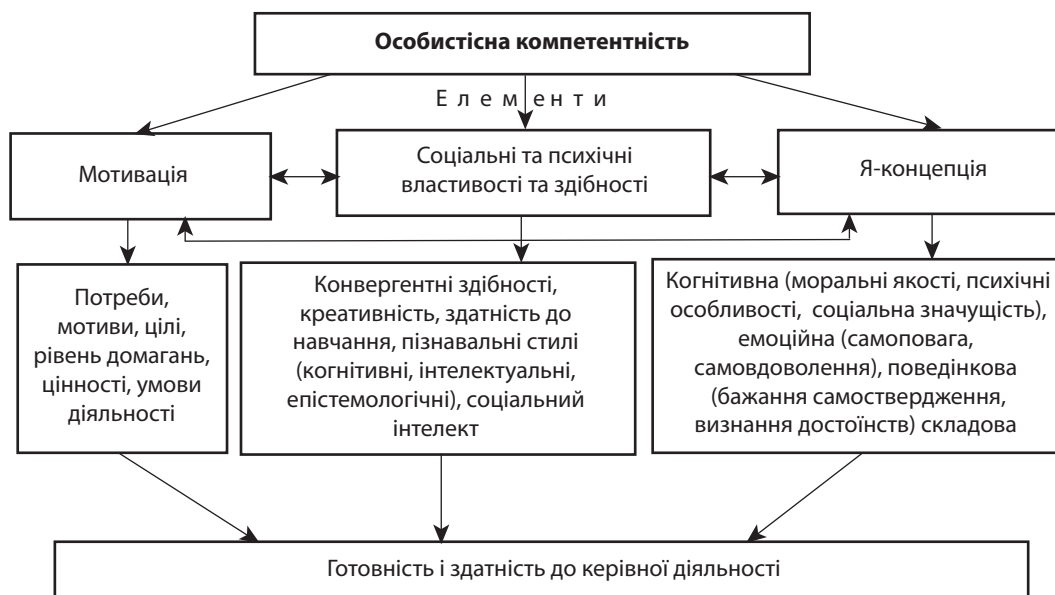 Особистісна компетентність
Елементи
Мотивація
Соціальні та психічні
властивості та здібності
Я-концепція
Потреби,
мотиви, цілі,
рівень домагань,
цінності, умови
діяльності
Конвергентні здібності,
креативність, здатність до
навчання, пізнавальні стилі
(когнітивні, інтелектуальні,
епістемологічні), соціальний
інтелект
Когнітивна (моральні якості, психічні
особливості, соціальна значущість),
емоційна (самоповага,
самовдоволення), поведінкова
(бажання самоствердження,
визнання достоїнств) складова
Готовність і здатність до керівної діяльності